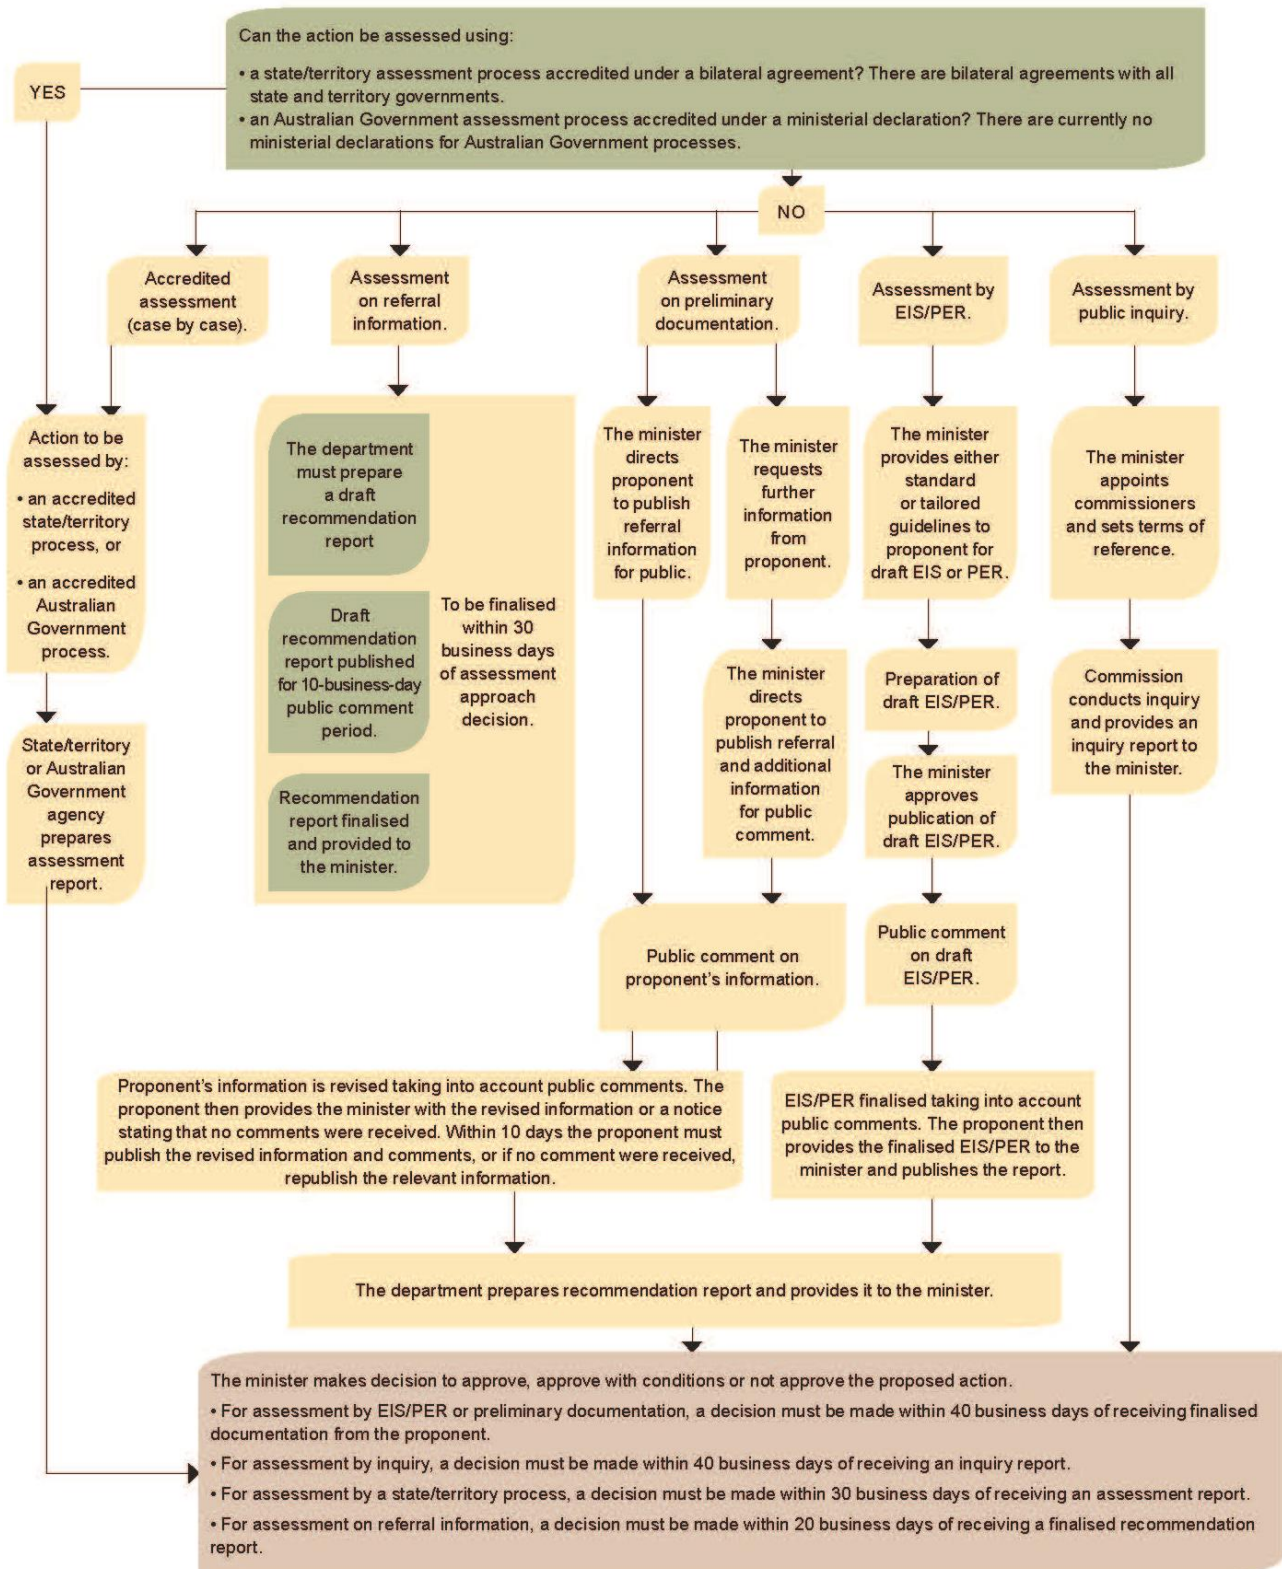 Can the action be assessed using:
• a state/territory assessment process accredited under a bilateral agreement? There are bilateral agreements with all
state and territory governments.
• an Australian Government assessment process accredited under a ministerial declaration? There are currently no
ministerial declarations for Australian Government processes.
YES
NO
Accredited
assessment
(case by case).
Assessment
on referral
information.
Assessment
on preliminary
documentation.
Assessment by
EIS/PER.
Assessment by
public inquiry.
Action to be
assessed by:
• an accredited
state/territory
process, or
• an accredited
Australian
Government
process.
State/territory
or Australian
Government
agency
prepares
assessment
report.
The department
must prepare
a draft
recommendation
report
Draft
recommendation
report published
for 10-business-day
public comment
period.
Recommendation
report finalised
and provided to
the minister.
To be finalised
within 30
business days
of assessment
approach
decision.
The minister
directs
proponent
to publish
referral
information
for public.
The minister
requests
further
information
from
proponent.
The minister
directs
proponent to
publish referral
and additional
information
for public
comment.
Public comment on
proponent's information.
The minister
provides either
standard
or tailored
guidelines to
proponent for
draft EIS or PER.
Preparation of
draft EIS/PER.
The minister
approves
publication of
draft EIS/PER.
Public comment
on draft
EIS/PER.
The minister
appoints
commissioners
and sets terms of
reference.
Commission
conducts inquiry
and provides an
inquiry report to
the minister.
Proponent's information is revised taking into account public comments. The
proponent then provides the minister with the revised information or a notice
stating that no comments were received. Within 10 days the proponent must
publish the revised information and comments, or if no comment were received,
republish the relevant information.
EIS/PER finalised taking into account
public comments. The proponent then
provides the finalised EIS/PER to the
minister and publishes the report.
The department prepares recommendation report and provides it to the minister.
The minister makes decision to approve, approve with conditions or not approve the proposed action.
• For assessment by EIS/PER or preliminary documentation, a decision must be made within 40 business days of receiving finalised
documentation from the proponent.
• For assessment by inquiry, a decision must be made within 40 business days of receiving an inquiry report.
• For assessment by a state/territory process, a decision must be made within 30 business days of receiving an assessment report.
• For assessment on referral information, a decision must be made within 20 business days of receiving a finalised recommendation
report.